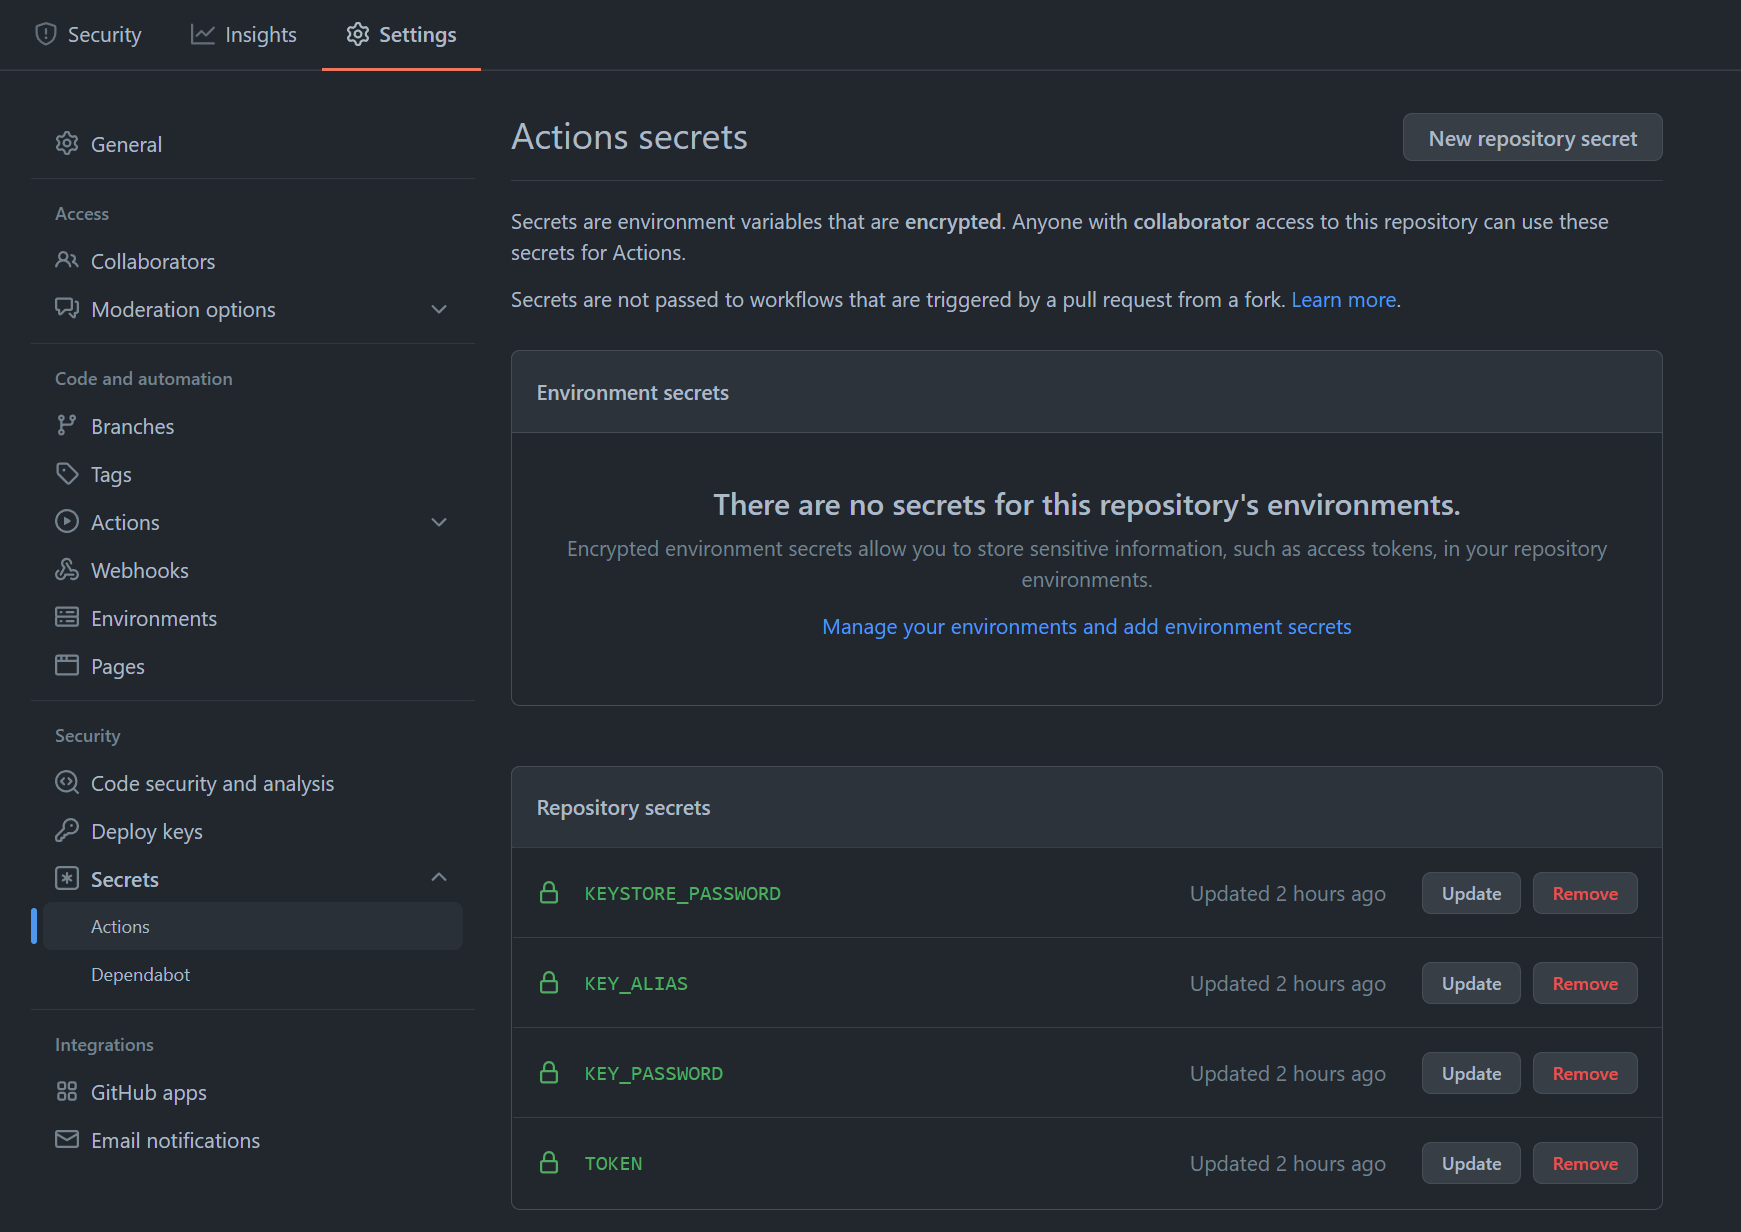 Security
Insights
Settings
General
Access
Collaborators
Moderation options
Code and automation
Branches
Tags
Actions
Webhooks
Environments
Pages
Security
Code security and analysis
Deploy keys
Secrets
Actions
Dependabot
Integrations
GitHub apps
Email notifications
Actions secrets
New repository secret
Secrets are environment variables that are encrypted. Anyone with collaborator access to this repository can use these
secrets for Actions.
Secrets are not passed to workflows that are triggered by a pull request from a fork. Learn more.
Environment secrets
There are no secrets for this repository's environments.
Encrypted environment secrets allow you to store sensitive information, such as access tokens, in your repository
environments.
Manage your environments and add environment secrets
Repository secrets
KEYSTORE_PASSWORD Updated 2 hours ago Update Remove
KEY_ALIAS Updated 2 hours ago Update Remove
KEY_PASSWORD Updated 2 hours ago Update Remove
TOKEN Updated 2 hours ago Update Remove